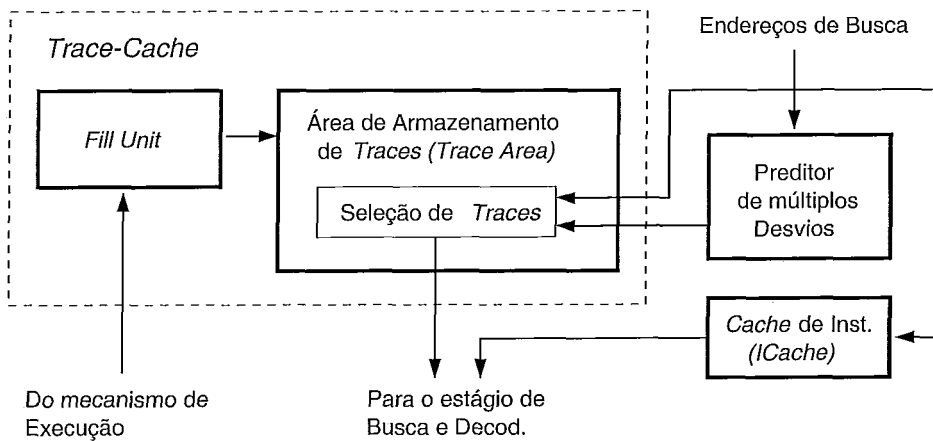 Trace-Cache
Fill Unit
Área de Armazenamento
de Traces (Trace Area)
Seleção de Traces
Endereços de Busca
Preditor
de múltiplos
Desvios
Cache de Inst.
(ICache)
Do mecanismo de
Execução
Para o estágio de
Busca e Decod.